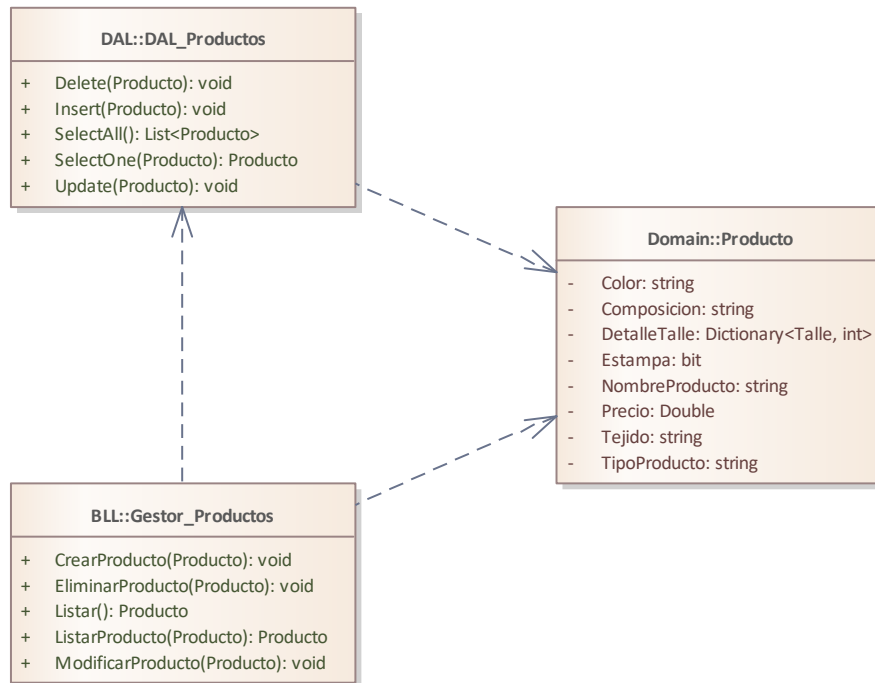 DAL::DAL_Productos
+ Delete(Producto): void
+ Insert(Producto): void
+ SelectAll(): List<Producto>
+ SelectOne(Producto): Producto
+ Update(Producto): void
Domain::Producto
- Color: string
- Composicion: string
- DetalleTalle: Dictionary<Talle, int>
- Estampa: bit
- NombreProducto: string
- Precio: Double
- Tejido: string
- TipoProducto: string
BLL::Gestor_Productos
+ CrearProducto(Producto): void
+ EliminarProducto(Producto): void
+ Listar(): Producto
+ ListarProducto(Producto): Producto
+ ModificarProducto(Producto): void